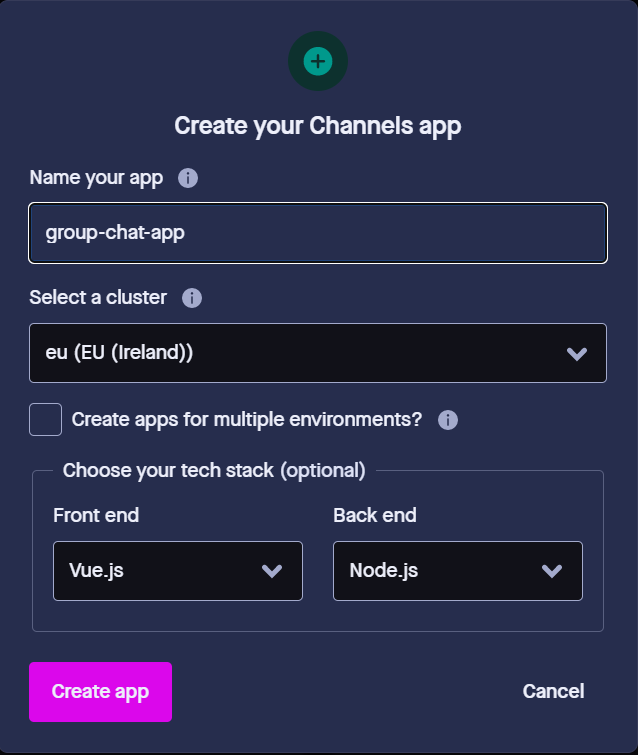 Create your Channels app
Name your app
group-chat-app
Select a cluster
eu (EU (Ireland))
Create apps for multiple environments?
Choose your tech stack (optional)
Front end
Back end
Vue.js
Node.js
Create app
Cancel